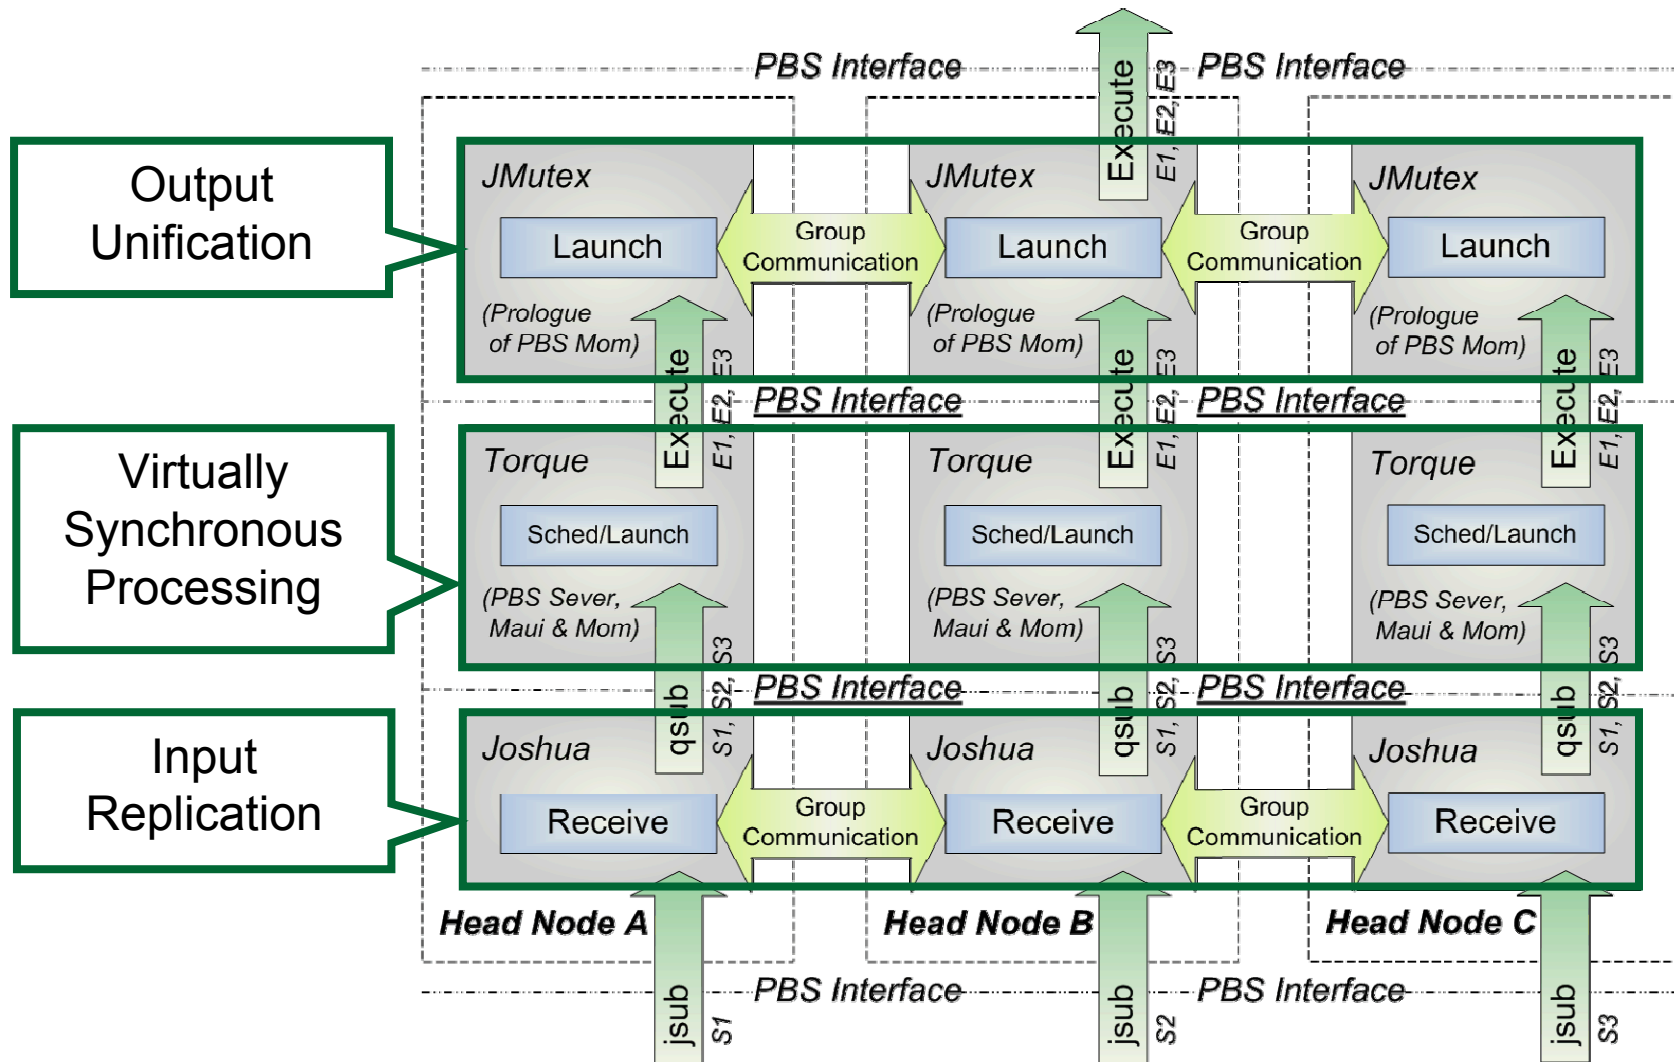 PBS Interface
PBS Interface
Execute
E1, E2, E3
Output
Unification
JMutex
Launch
(Prologue
of PBS Mom)
Group
Communication
JMutex
Launch
(Prologue
of PBS Mom)
Group
Communication
JMutex
Launch
(Prologue
of PBS Mom)
Execute
E1, E2, E3
PBS Interface
Execute
E1, E2, E3
PBS Interface
Execute
E1, E2, E3
Virtually
Synchronous
Processing
Torque
Sched/Launch
(PBS Sever,
Maui & Mom)
Torque
Sched/Launch
(PBS Sever,
Maui & Mom)
Torque
Sched/Launch
(PBS Sever,
Maui & Mom)
qsub
S1, S2, S3
PBS Interface
qsub
S1, S2, S3
PBS Interface
qsub
S1, S2, S3
Input
Replication
Joshua
Receive
Group
Communication
Joshua
Receive
Group
Communication
Joshua
Receive
Head Node A
Head Node B
Head Node C
jsub
S1
PBS Interface
jsub
S2
PBS Interface
jsub
S3